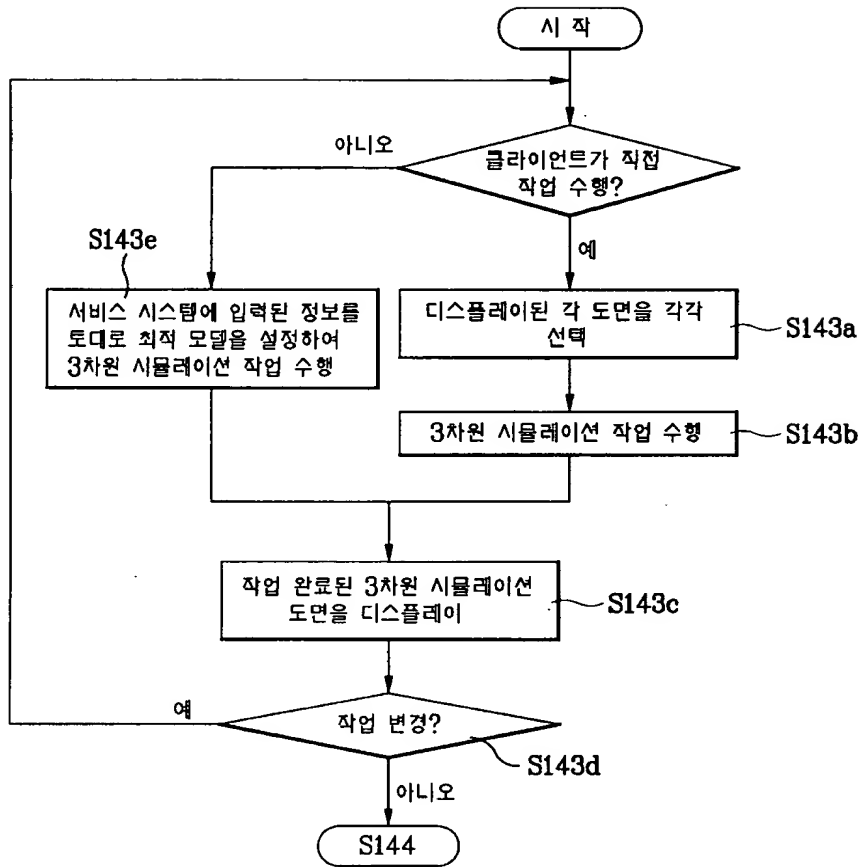 시 작
클라이언트가 직접
작업 수행?
아니오
예
S143e
서비스 시스템에 입력된 정보를
토대로 최적 모델을 설정하여
3차원 시뮬레이션 작업 수행
디스플레이된 각 도면을 각각
선택
S143a
3차원 시뮬레이션 작업 수행
S143b
작업 완료된 3차원 시뮬레이션
도면을 디스플레이
S143c
예
작업 변경?
S143d
아니오
S144